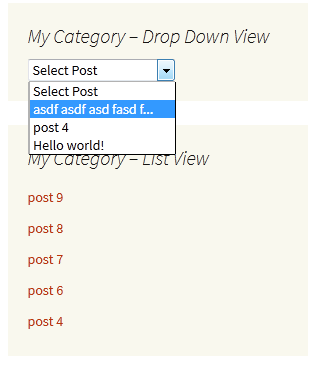 My Category – Drop Down View
Select Post
Select Post
asdf asdf asd fasd f...
post 4
Hello world!
My Category – List View
post 9
post 8
post 7
post 6
post 4